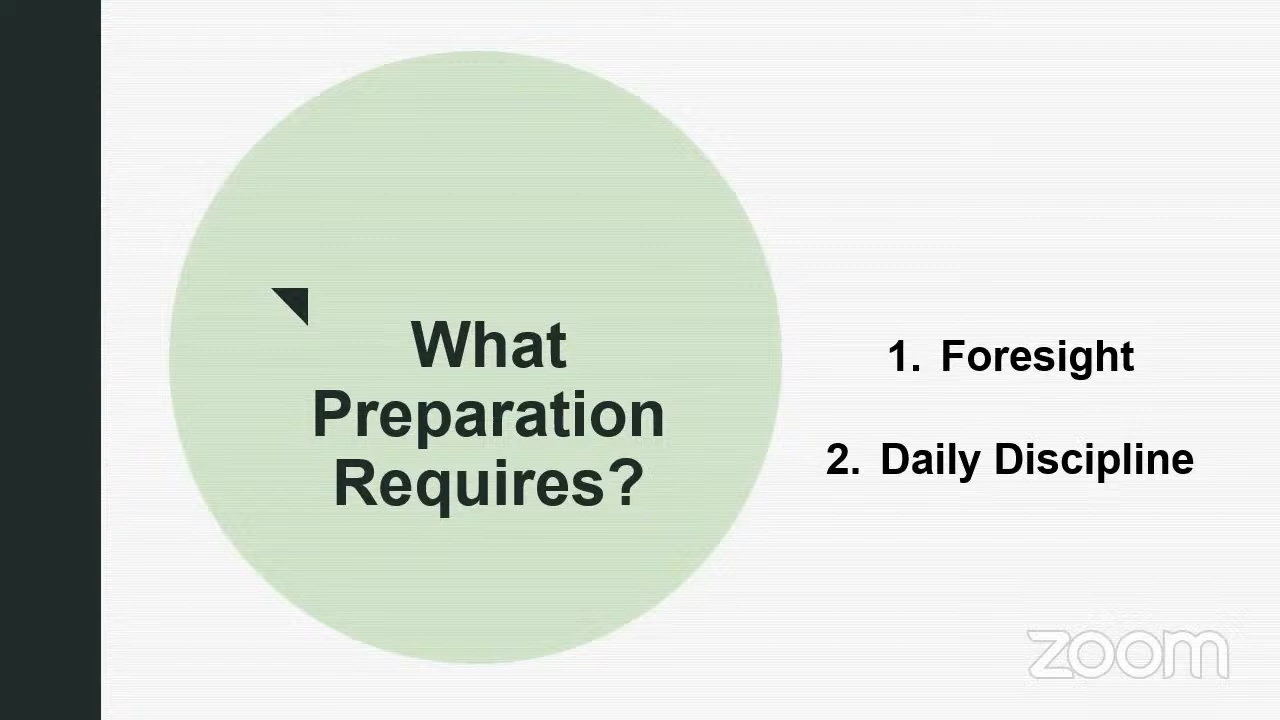 What
Preparation
Requires?
1. Foresight
2. Daily Discipline
zoom